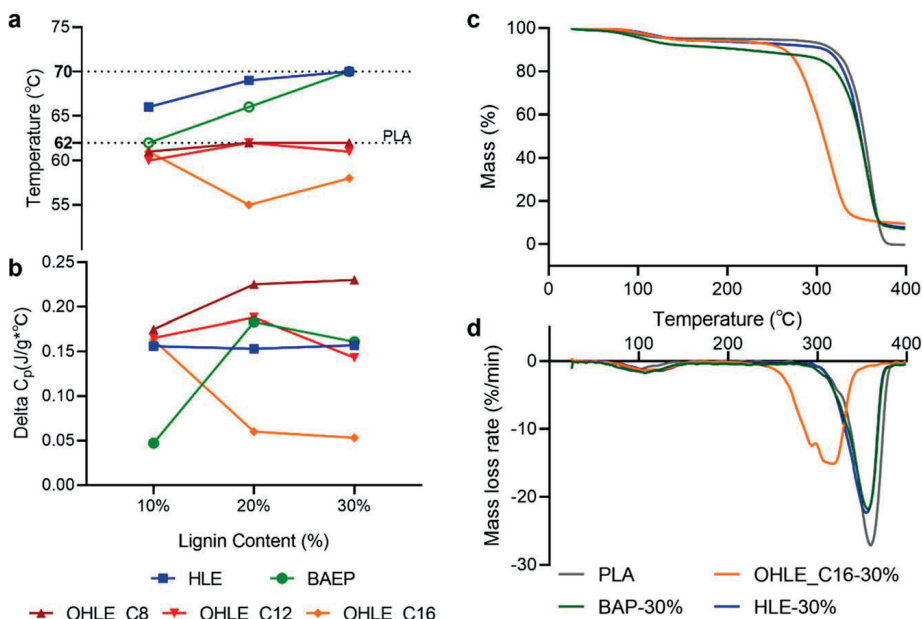 a
75
70
65
62
60
55
Temperature (°C)
PLA
b
0.25
0.20
0.15
0.10
0.05
0.00
Delta Cp(J/g*°C)
10%
20%
30%
Lignin Content (%)
HLE
BAEP
OHLE_C8
OHLE_C12
OHLE_C16
c
100
80
60
40
20
0
Mass (%)
0
100
200
300
400
Temperature (°C)
d
0
100
200
300
400
0
-10
-20
-30
Mass loss rate (%/min)
PLA
OHLE_C16-30%
BAP-30%
HLE-30%